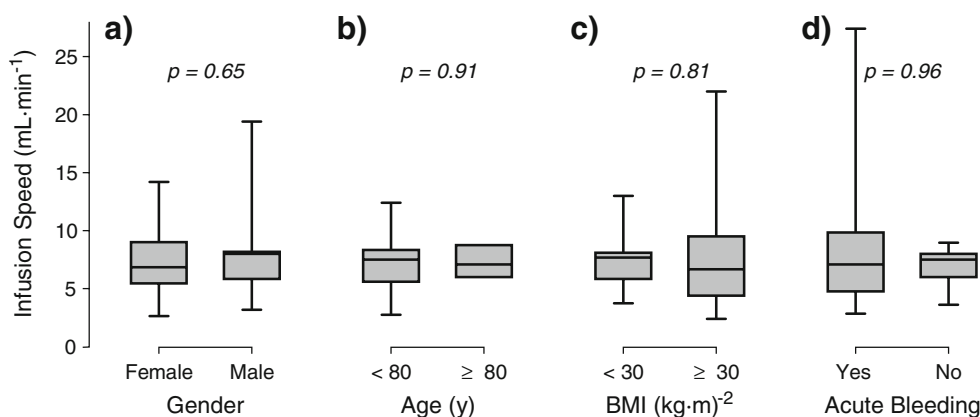 a) b) c) d)
p = 0.65 p = 0.91 p = 0.81 p = 0.96
Infusion Speed (mL·min⁻¹)
25
20
15
10
5
0
Female Male < 80 ≥ 80 < 30 ≥ 30 Yes No
Gender Age (y) BMI (kg·m)⁻² Acute Bleeding